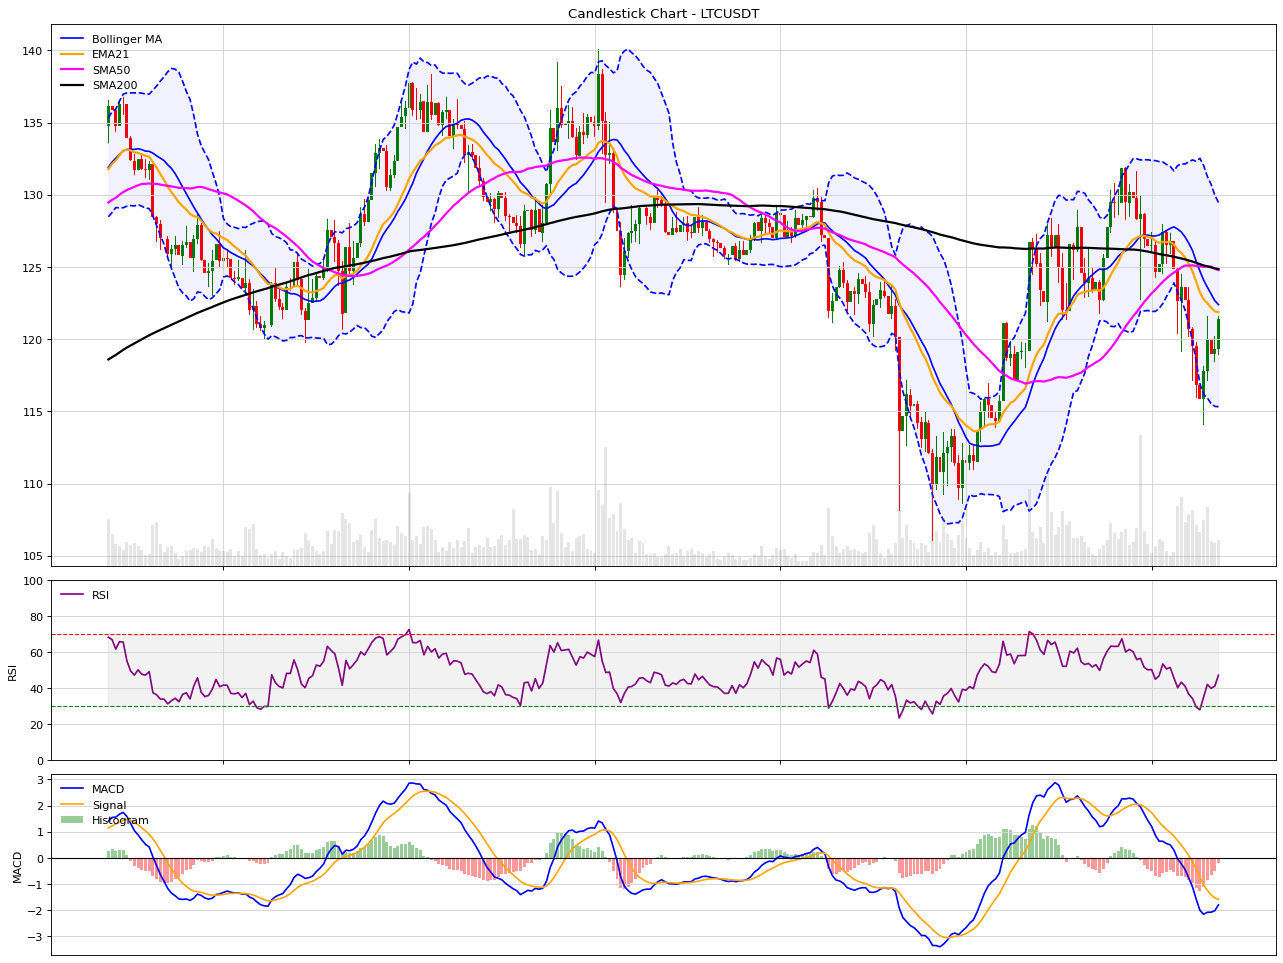 Candlestick Chart - LTCUSDT
Bollinger MA
EMA21
SMA50
SMA200
140
135
130
125
120
115
110
105
100
80
60
40
20
0
RSI
RSI
3
2
1
0
−1
−2
−3
MACD
MACD
Signal
Histogram